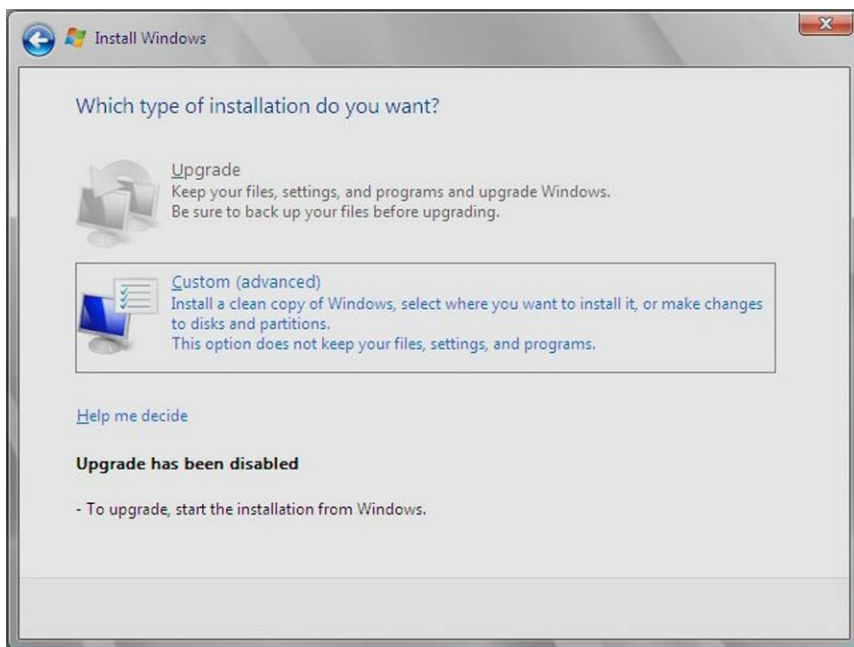 Install Windows
Which type of installation do you want?
Upgrade
Keep your files, settings, and programs and upgrade Windows.
Be sure to back up your files before upgrading.
Custom (advanced)
Install a clean copy of Windows, select where you want to install it, or make changes
to disks and partitions.
This option does not keep your files, settings, and programs.
Help me decide
Upgrade has been disabled
- To upgrade, start the installation from Windows.